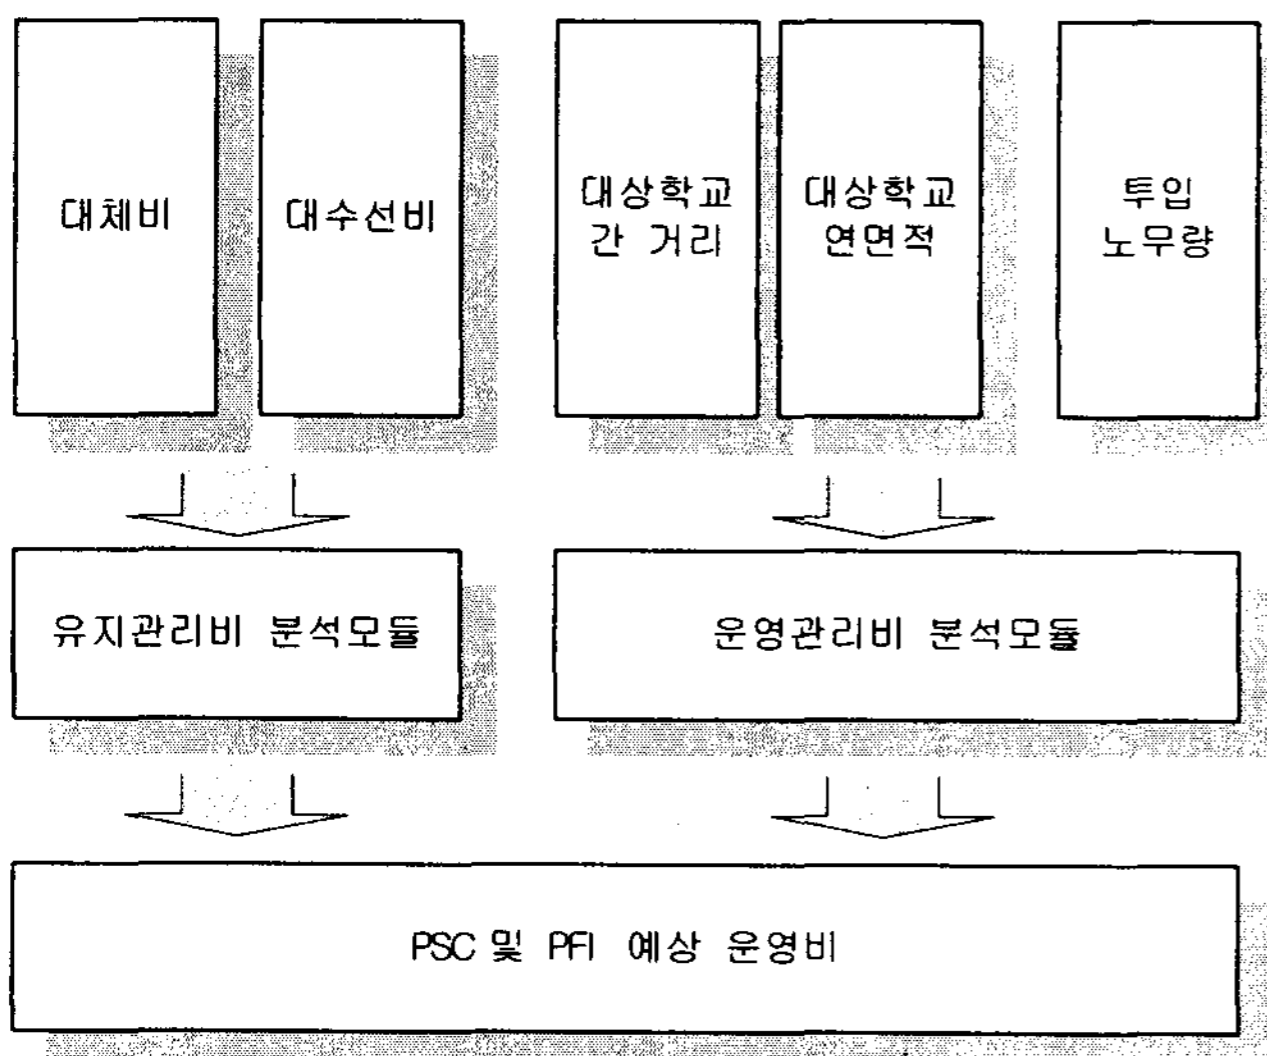 대체비
대수선비
대상학교
간 거리
대상학교
연면적
투입
노무량
유지관리비 분석모듈
운영관리비 분석모듈
PSC 및 PFI 예상 운영비